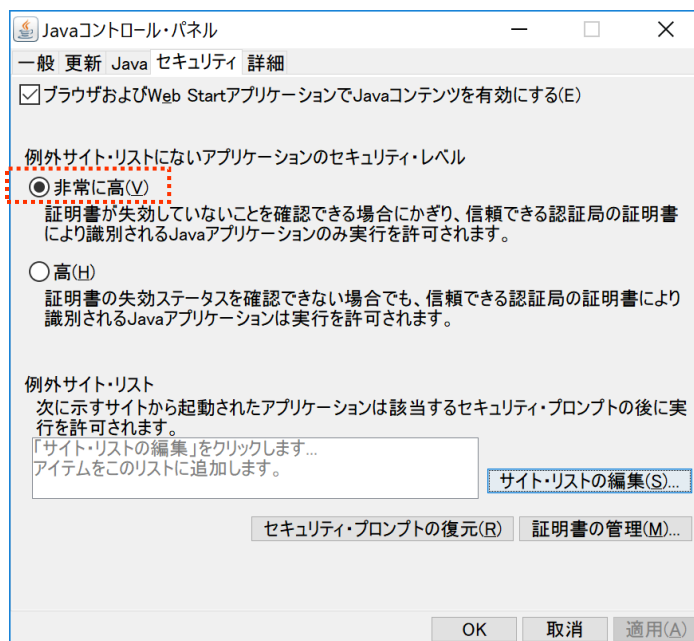 Javaコントロール・パネル
一般 更新 Java セキュリティ 詳細
ブラウザおよびWeb StartアプリケーションでJavaコンテンツを有効にする(E)
例外サイト・リストにないアプリケーションのセキュリティ・レベル
非常に高(V)
証明書が失効していないことを確認できる場合にかぎり、信頼できる認証局の証明書
により識別されるJavaアプリケーションのみ実行を許可されます。
高(H)
証明書の失効ステータスを確認できない場合でも、信頼できる認証局の証明書により
識別されるJavaアプリケーションは実行を許可されます。
例外サイト・リスト
次に示すサイトから起動されたアプリケーションは該当するセキュリティ・プロンプトの後に実
行を許可されます。
「サイト・リストの編集」をクリックします...
アイテムをこのリストに追加します。
サイト・リストの編集(S)...
セキュリティ・プロンプトの復元(R) 証明書の管理(M)...
OK 取消 適用(A)